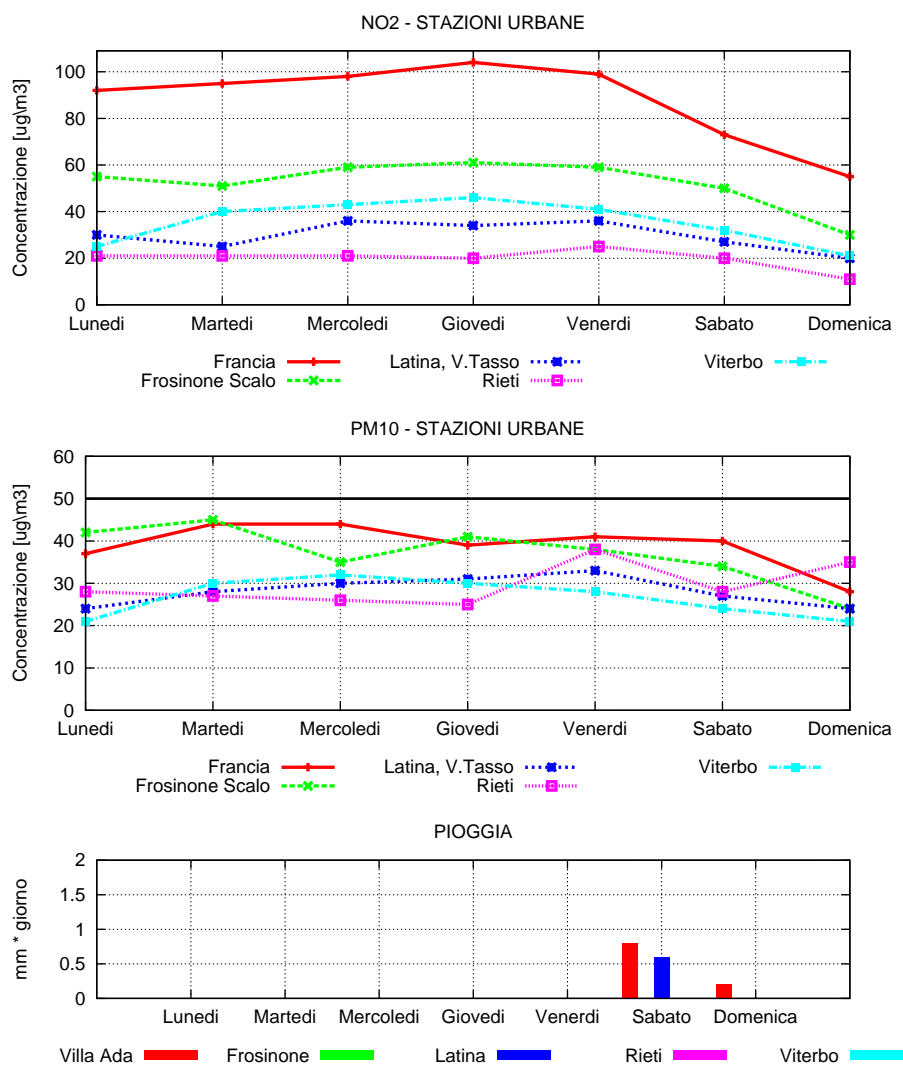 NO2 - STAZIONI URBANE
Concentrazione [ug\m3]
100
80
60
40
20
0
Lunedi Martedi Mercoledi Giovedi Venerdi Sabato Domenica
Francia Latina, V.Tasso Viterbo
Frosinone Scalo Rieti
PM10 - STAZIONI URBANE
Concentrazione [ug\m3]
60
50
40
30
20
10
0
Lunedi Martedi Mercoledi Giovedi Venerdi Sabato Domenica
Francia Latina, V.Tasso Viterbo
Frosinone Scalo Rieti
PIOGGIA
mm * giorno
2
1.5
1
0.5
0
Lunedi Martedi Mercoledi Giovedi Venerdi Sabato Domenica
Villa Ada Frosinone Latina Rieti Viterbo